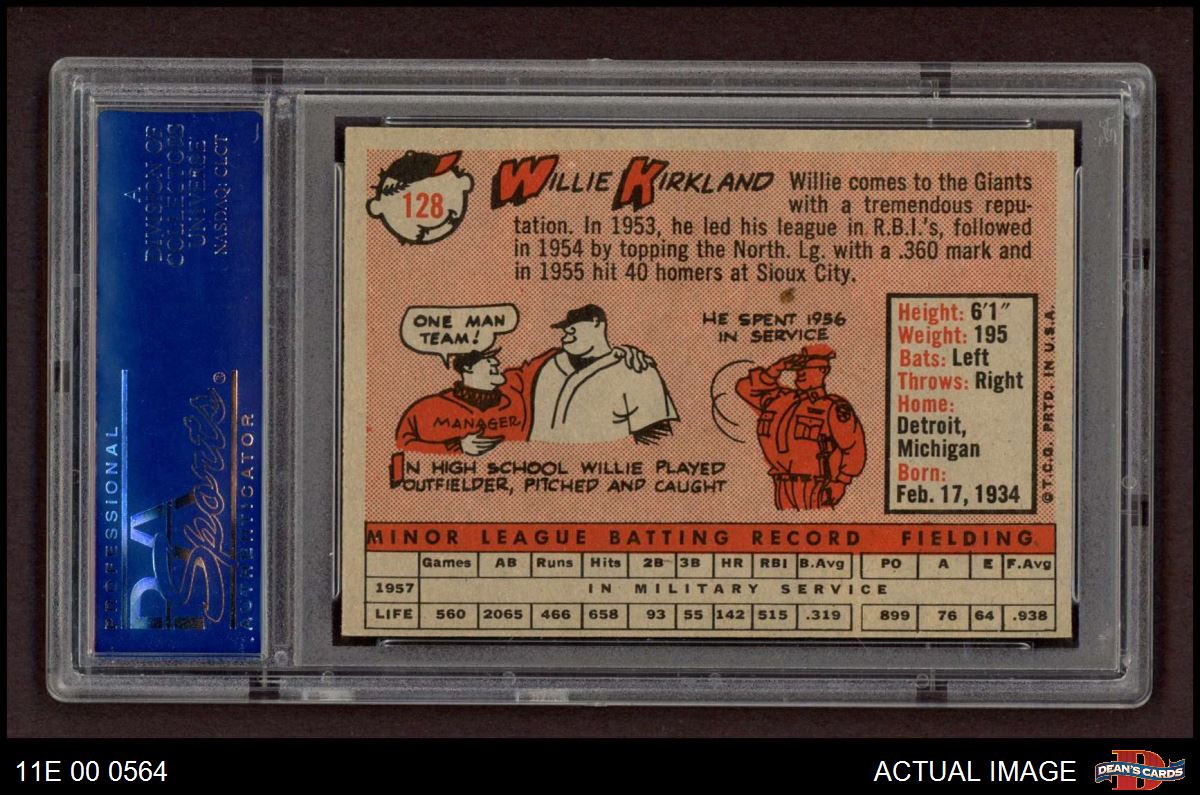 A
DIVISION OF
COLLECTORS
UNIVERSE
NASDAQ: CLCT
PROFESSIONAL
PSA
Sports®
AUTHENTICATOR
128
WILLIE KIRKLAND
Willie comes to the Giants
with a tremendous repu-
tation. In 1953, he led his league in R.B.I.'s, followed
in 1954 by topping the North. Lg. with a .360 mark and
in 1955 hit 40 homers at Sioux City.
ONE MAN
TEAM!
MANAGER
IN HIGH SCHOOL WILLIE PLAYED
OUTFIELDER, PITCHED AND CAUGHT
HE SPENT 1956
IN SERVICE
Height: 6'1"
Weight: 195
Bats: Left
Throws: Right
Home:
Detroit,
Michigan
Born:
Feb. 17, 1934
©T.C.G. PRTD. IN U.S.A.
MINOR LEAGUE BATTING RECORD FIELDING
Games AB Runs Hits 2B 3B HR RBI B.Avg PO A E F.Avg
1957 IN MILITARY SERVICE
LIFE 560 2065 466 658 93 55 142 515 .319 899 76 64 .938
11E 00 0564
ACTUAL IMAGE
DEAN'S CARDS